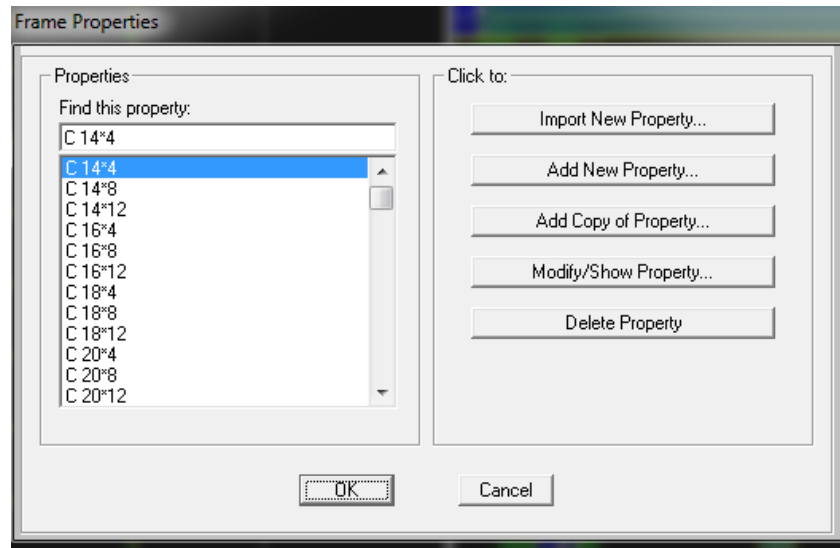 Frame Properties
Properties
Find this property:
C 14*4
C 14*4
C 14*8
C 14*12
C 16*4
C 16*8
C 16*12
C 18*4
C 18*8
C 18*12
C 20*4
C 20*8
C 20*12
Click to:
Import New Property...
Add New Property...
Add Copy of Property...
Modify/Show Property...
Delete Property
OK
Cancel